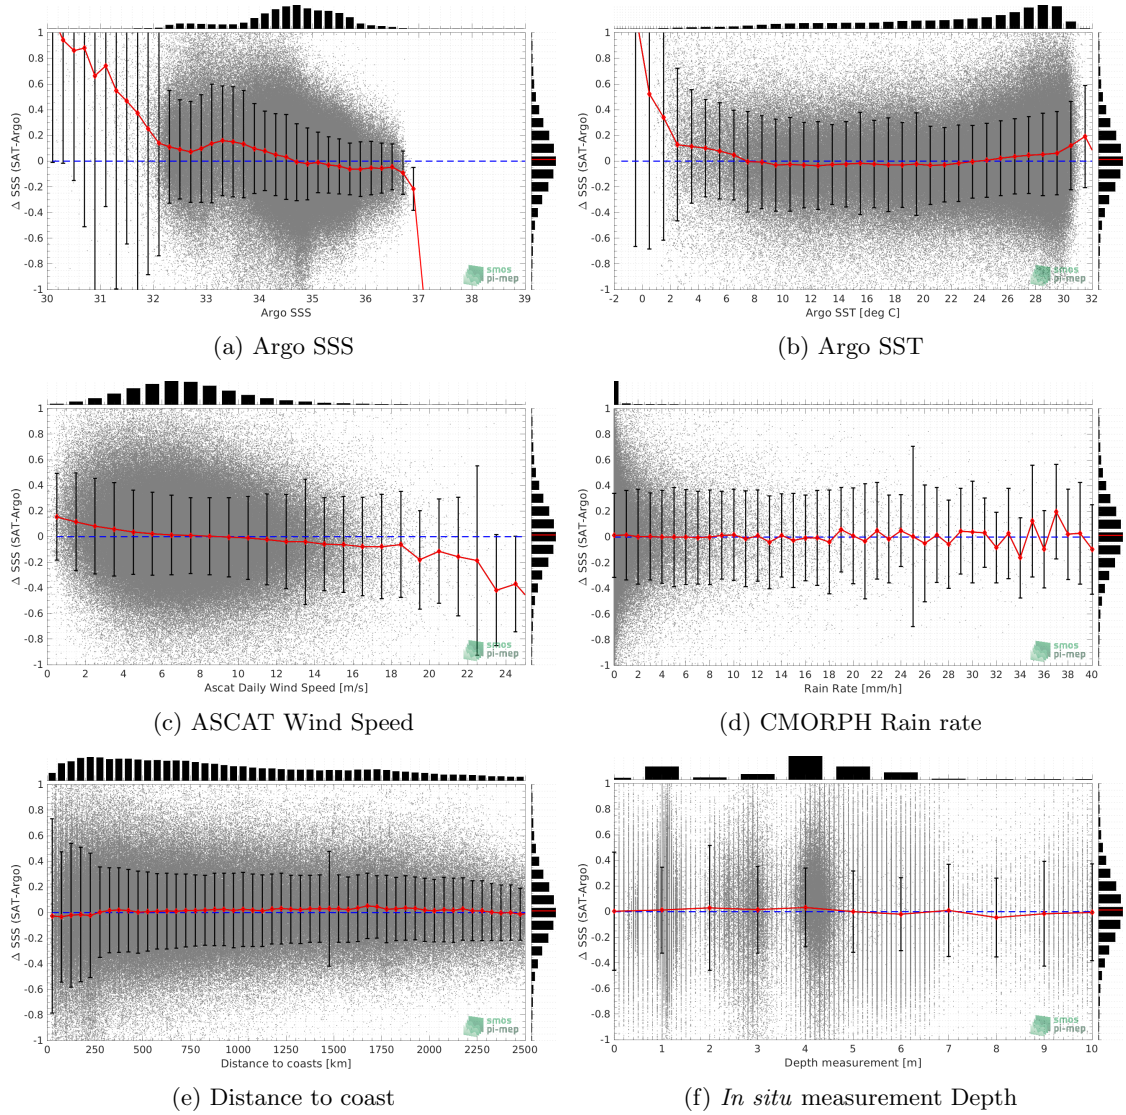 1
0.8
0.6
0.4
0.2
0
-0.2
-0.4
-0.6
-0.8
-1
Δ SSS (SAT-Argo)
30 31 32 33 34 35 36 37 38 39
Argo SSS
smos
pi-mep
(a) Argo SSS
1
0.8
0.6
0.4
0.2
0
-0.2
-0.4
-0.6
-0.8
-1
Δ SSS (SAT-Argo)
-2 0 2 4 6 8 10 12 14 16 18 20 22 24 26 28 30 32
Argo SST [deg C]
smos
pi-mep
(b) Argo SST
1
0.8
0.6
0.4
0.2
0
-0.2
-0.4
-0.6
-0.8
-1
Δ SSS (SAT-Argo)
0 2 4 6 8 10 12 14 16 18 20 22 24
Ascat Daily Wind Speed [m/s]
smos
pi-mep
(c) ASCAT Wind Speed
1
0.8
0.6
0.4
0.2
0
-0.2
-0.4
-0.6
-0.8
-1
Δ SSS (SAT-Argo)
0 2 4 6 8 10 12 14 16 18 20 22 24 26 28 30 32 34 36 38 40
Rain Rate [mm/h]
smos
pi-mep
(d) CMORPH Rain rate
1
0.8
0.6
0.4
0.2
0
-0.2
-0.4
-0.6
-0.8
-1
Δ SSS (SAT-Argo)
0 250 500 750 1000 1250 1500 1750 2000 2250 2500
Distance to coasts [km]
smos
pi-mep
(e) Distance to coast
1
0.8
0.6
0.4
0.2
0
-0.2
-0.4
-0.6
-0.8
-1
Δ SSS (SAT-Argo)
0 1 2 3 4 5 6 7 8 9 10
Depth measurement [m]
smos
pi-mep
(f) In situ measurement Depth